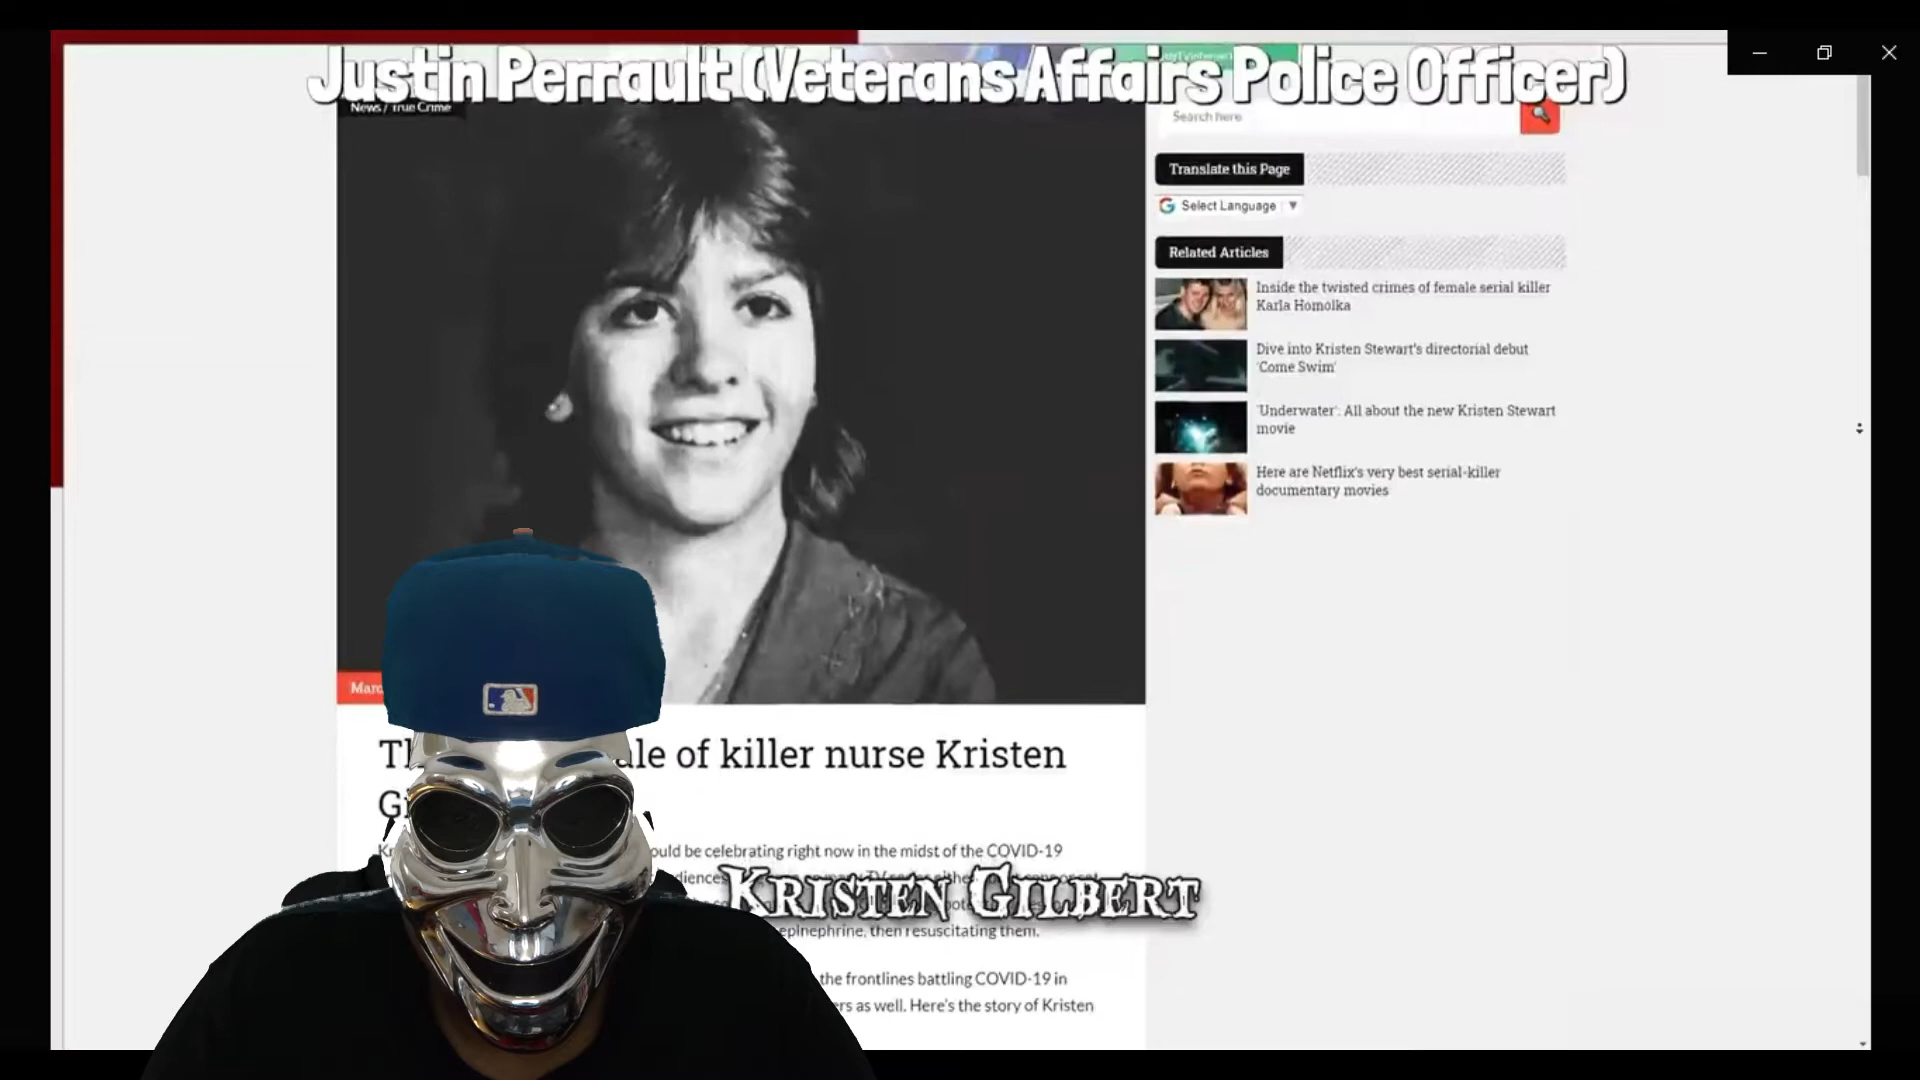 Justin Perrault (Veterans Affairs Police Officer)
News / True Crime
Search here
Translate this Page
Select Language
Related Articles
Inside the twisted crimes of female serial killer
Karla Homolka
Dive into Kristen Stewart's directorial debut
'Come Swim'
'Underwater': All about the new Kristen Stewart
movie
Here are Netflix's very best serial-killer
documentary movies
of killer nurse Kristen
ould be celebrating right now in the midst of the COVID-19
Kristen Gilbert
epinephrine, then resuscitating them.
the frontlines battling COVID-19 in
as well. Here's the story of Kristen